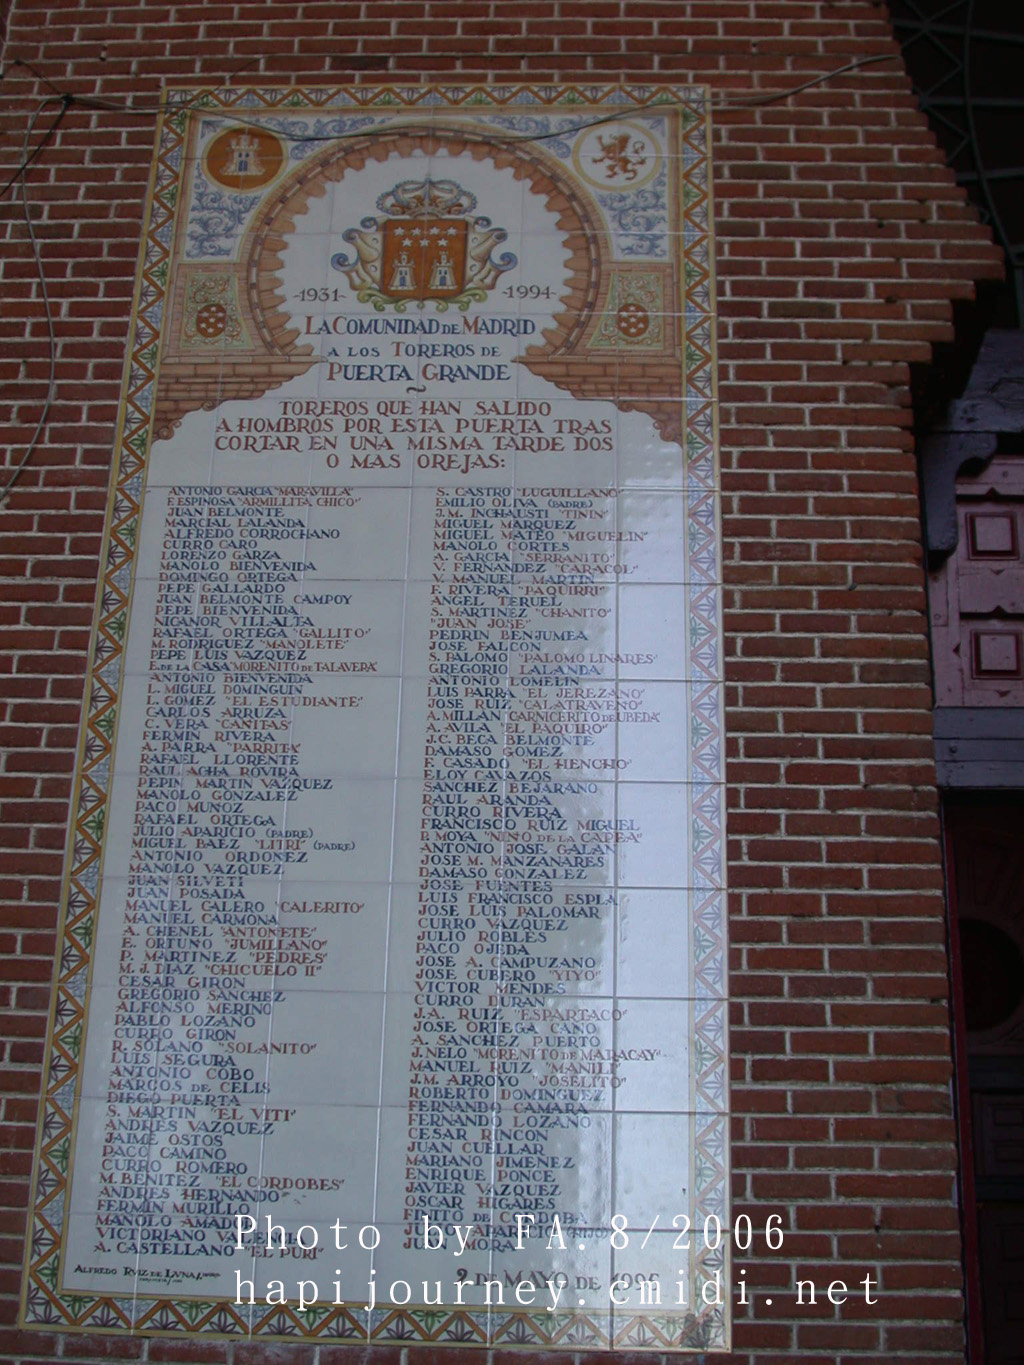 -1931-
-1994-
LA COMUNIDAD DE MADRID
A LOS TOREROS DE
PUERTA GRANDE
~
TOREROS QUE HAN SALIDO
A HOMBROS POR ESTA PUERTA TRAS
CORTAR EN UNA MISMA TARDE DOS
O MAS OREJAS:
ANTONIO GARCIA "MARAVILLA"
F. ESPINOSA "ARMILLITA CHICO"
JUAN BELMONTE
MARCIAL LALANDA
ALFREDO CORROCHANO
CURRO CARO
LORENZO GARZA
MANOLO BIENVENIDA
DOMINGO ORTEGA
PEPE GALLARDO
JUAN BELMONTE CAMPOY
PEPE BIENVENIDA
NICANOR VILLALTA
RAFAEL ORTEGA "GALLITO"
M. RODRIGUEZ "MANOLETE"
PEPE LUIS VAZQUEZ
E. DE LA CASA "MORENITO DE TALAVERA"
ANTONIO BIENVENIDA
L. MIGUEL DOMINGUIN
L. GOMEZ "EL ESTUDIANTE"
CARLOS ARRUZA
C. VERA "CAÑITAS"
FERMIN RIVERA
A. PARRA "PARRITA"
RAFAEL LLORENTE
RAUL ACHA ROVIRA
PEPIN MARTIN VAZQUEZ
MANOLO GONZALEZ
PACO MUÑOZ
RAFAEL ORTEGA
JULIO APARICIO (PADRE)
MIGUEL BAEZ "LITRI" (PADRE)
ANTONIO ORDOÑEZ
MANOLO VAZQUEZ
JUAN SILVETI
JUAN POSADA
MANUEL CALERO "CALERITO"
MANUEL CARMONA
A. CHENEL "ANTOÑETE"
E. ORTUÑO "JUMILLANO"
P. MARTINEZ "PEDRES"
M. J. DIAZ "CHICUELO II"
CESAR GIRON
GREGORIO SANCHEZ
ALFONSO MERINO
PABLO LOZANO
CURRO GIRON
R. SOLANO "SOLANITO"
LUIS SEGURA
ANTONIO COBO
MARCOS DE CELIS
DIEGO PUERTA
S. MARTIN "EL VITI"
ANDRES VAZQUEZ
JAIME OSTOS
PACO CAMINO
CURRO ROMERO
M. BENITEZ "EL CORDOBES"
ANDRES HERNANDO
FERMIN MURILLO
MANOLO AMADOR
VICTORIANO VALENCIA
A. CASTELLANO "EL PURI"
S. CASTRO "LUGUILLANO"
EMILIO OLIVA (PADRE)
J.M. INCHAUSTI "TININ"
MIGUEL MARQUEZ
MIGUEL MATEO "MIGUELIN"
MANOLO CORTES
A. GARCIA "SERRANITO"
V. FERNANDEZ "CARACOL"
V. MANUEL MARTIN
F. RIVERA "PAQUIRRI"
ANGEL TERUEL
S. MARTINEZ "CHANITO"
"JUAN JOSE"
PEDRIN BENJUMEA
JOSE FALCON
S. PALOMO "PALOMO LINARES"
GREGORIO LALANDA
ANTONIO LOMELIN
LUIS PARRA "EL JEREZANO"
JOSE RUIZ "CALATRAVEÑO"
A. MILLAN "CARNICERITO DE UBEDA"
A. AVILA "EL PAQUIRO"
J.C. BECA BELMONTE
DAMASO GOMEZ
F. CASADO "EL HENCHO"
ELOY CAVAZOS
SANCHEZ BEJARANO
RAUL ARANDA
CURRO RIVERA
FRANCISCO RUIZ MIGUEL
P. MOYA "NIÑO DE LA CAPEA"
ANTONIO JOSE GALAN
JOSE M. MANZANARES
DAMASO GONZALEZ
JOSE FUENTES
LUIS FRANCISCO ESPLA
JOSE LUIS PALOMAR
CURRO VAZQUEZ
JULIO ROBLES
PACO OJEDA
JOSE A. CAMPUZANO
JOSE CUBERO "YIYO"
VICTOR MENDES
CURRO DURAN
J.A. RUIZ "ESPARTACO"
JOSE ORTEGA CANO
A. SANCHEZ PUERTO
J. NELO "MORENITO DE MARACAY"
MANUEL RUIZ "MANILI"
J.M. ARROYO "JOSELITO"
ROBERTO DOMINGUEZ
FERNANDO CAMARA
FERNANDO LOZANO
CESAR RINCON
JUAN CUELLAR
MARIANO JIMENEZ
ENRIQUE PONCE
JAVIER VAZQUEZ
OSCAR HIGARES
FINITO DE CORDOBA
JULIO APARICIO (HIJO)
JUAN MORA
ALFREDO RUIZ DE LUNA
2 DE MAYO DE 1996
Photo by FA. 8/2006
hapijourney.cmidi.net